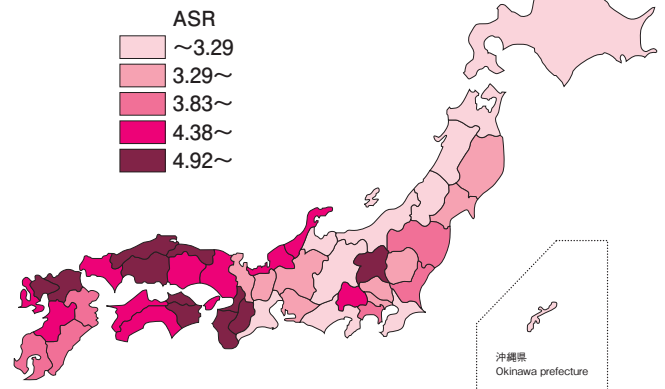 ASR
～3.29
3.29～
3.83～
4.38～
4.92～
沖縄県
Okinawa prefecture